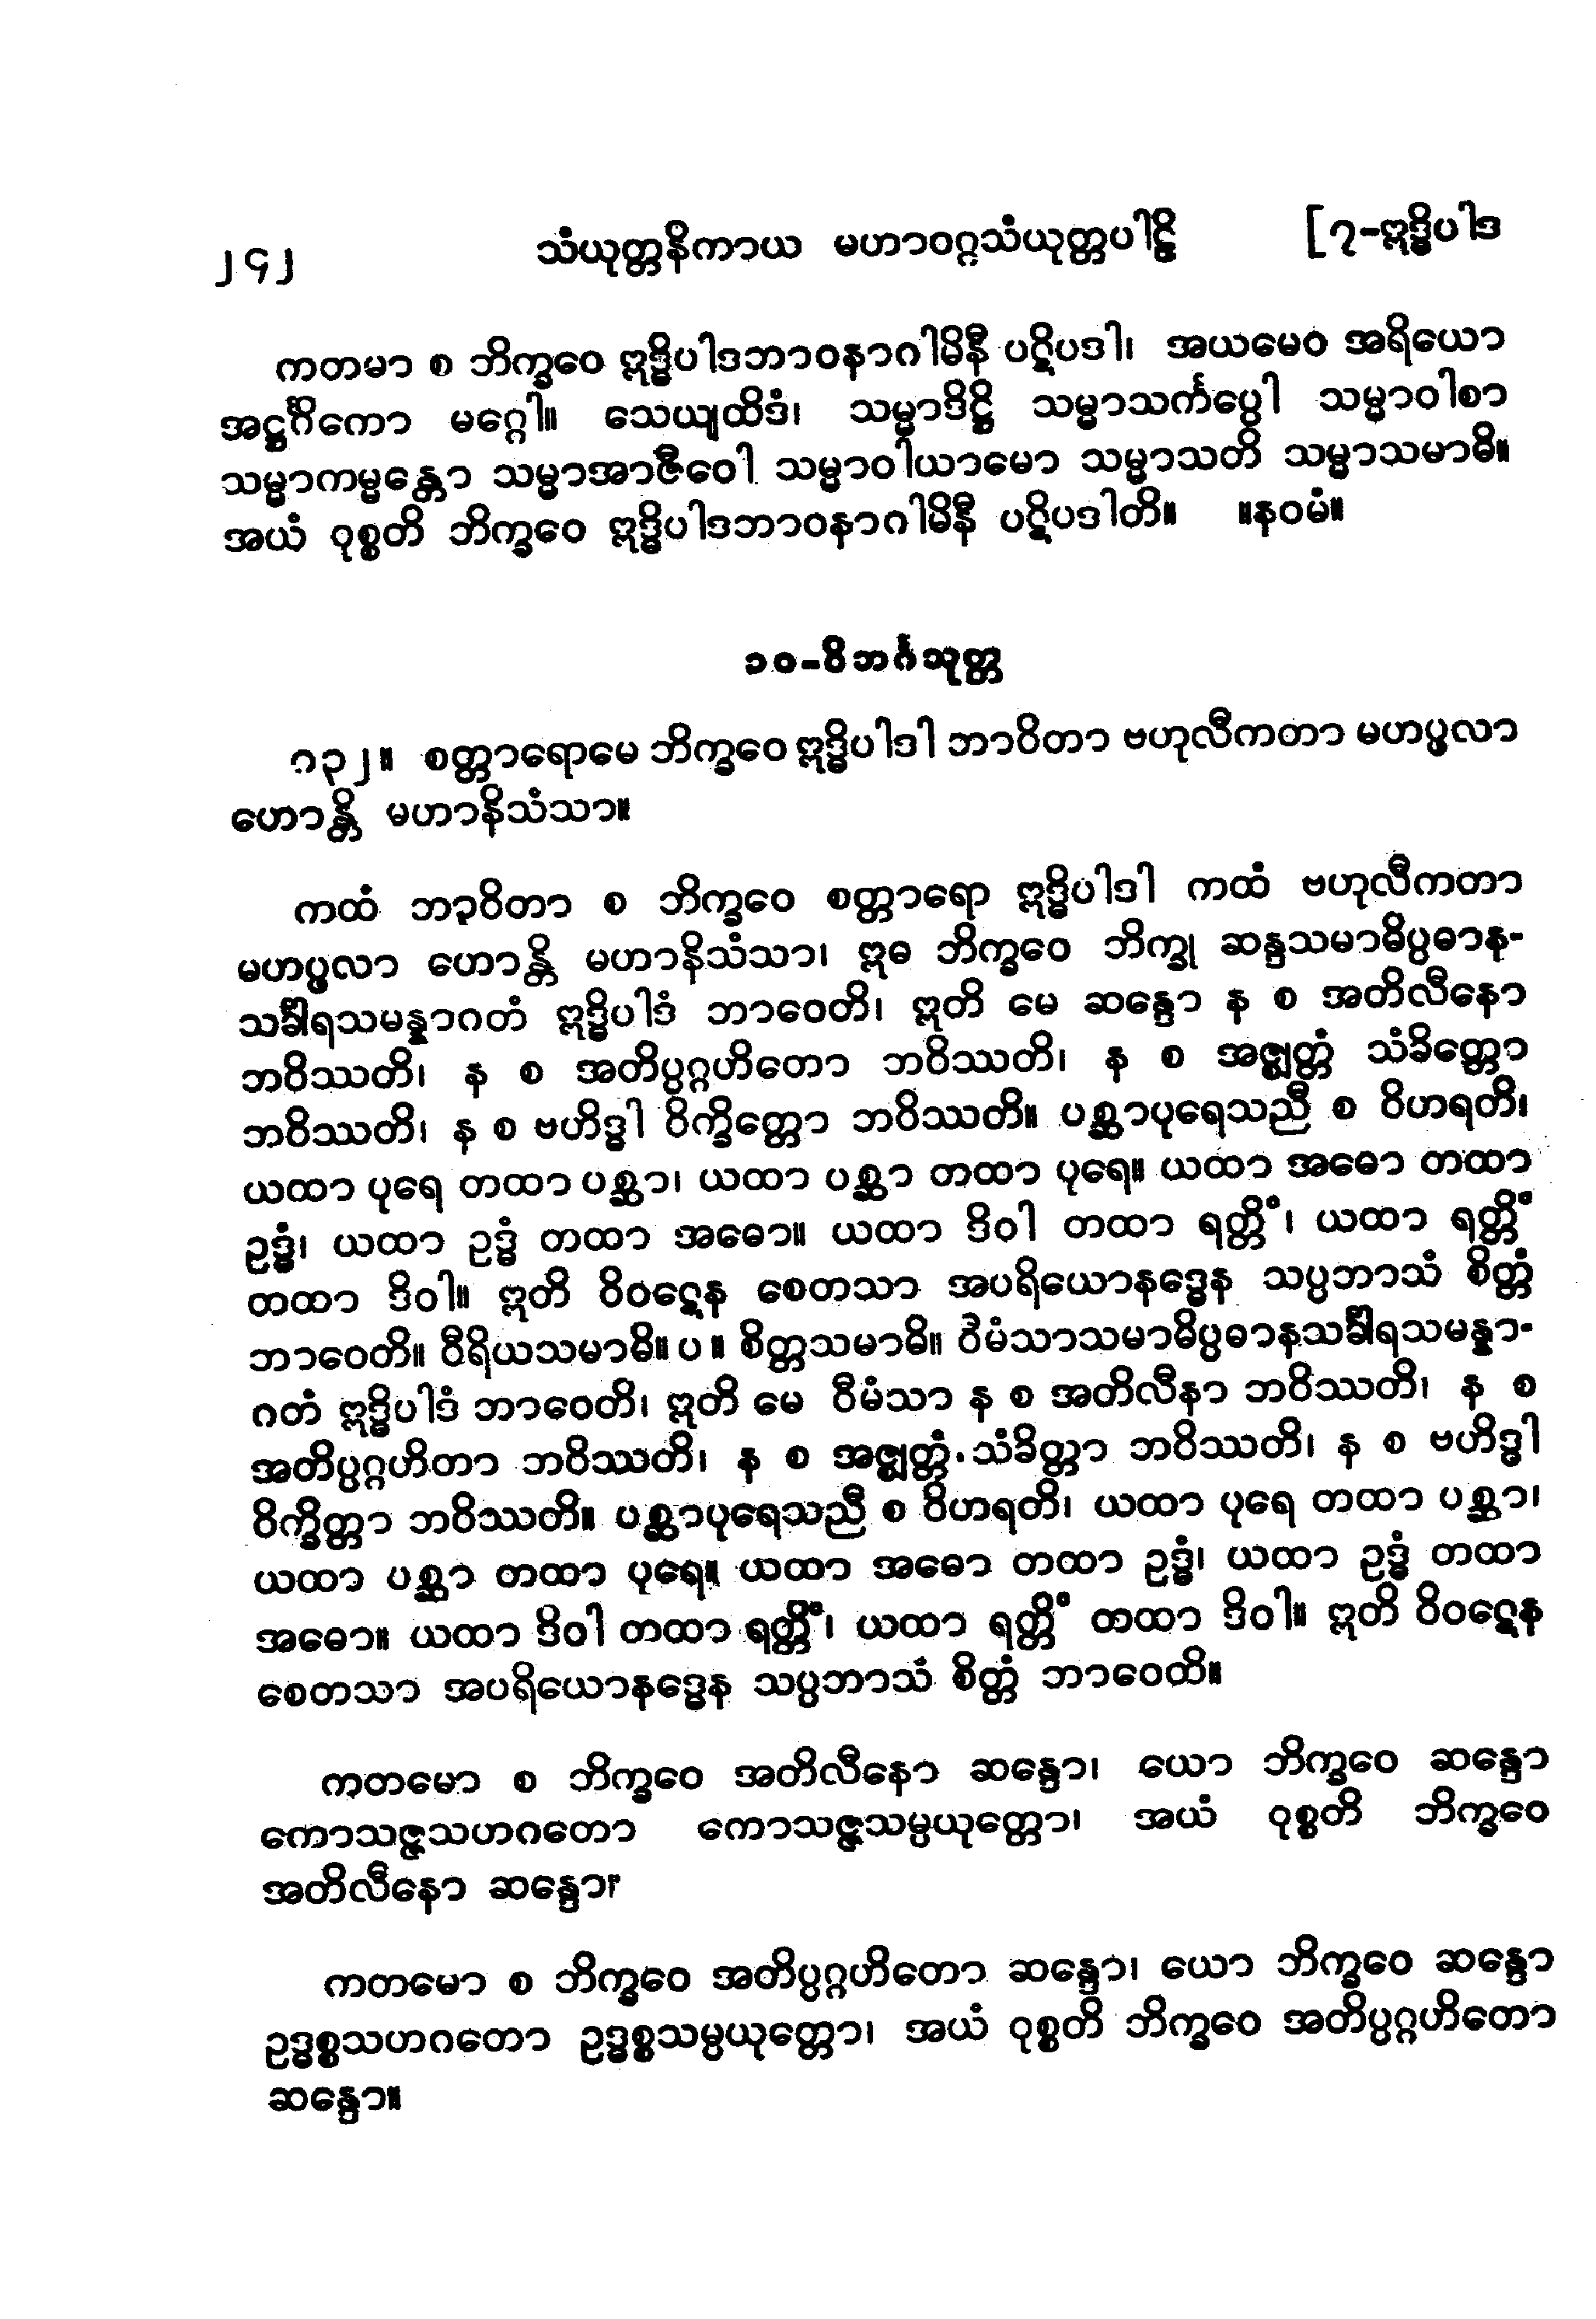 ၂၄၂ သံယုတ္တနိကာယ မဟာဝဂ္ဂသံယုတ္တပါဠိ [၇-ဣဒ္ဓိပါဒ
ကတမာ စ ဘိက္ခဝေ ဣဒ္ဓိပါဒဘာဝနာဂါမိနီ ပဋိပဒါ၊ အယမေဝ အရိယော
အဋ္ဌင်္ဂိကော မဂ္ဂေါ။ သေယျထိဒံ၊ သမ္မာဒိဋ္ဌိ သမ္မာသင်္ကပ္ပေါ သမ္မာဝါစာ
သမ္မာကမ္မန္တော သမ္မာအာဇီဝေါ သမ္မာဝါယာမော သမ္မာသတိ သမ္မာသမာဓိ။
အယံ ဝုစ္စတိ ဘိက္ခဝေ ဣဒ္ဓိပါဒဘာဝနာဂါမိနီ ပဋိပဒါတိ။ ။နဝမံ။
၁၀-ဝိဘင်္ဂသုတ္တ
၈၃၂။ စတ္တာရောမေ ဘိက္ခဝေ ဣဒ္ဓိပါဒါ ဘာဝိတာ ဗဟုလီကတာ မဟပ္ဖလာ
ဟောန္တိ မဟာနိသံသာ။
ကထံ ဘာဝိတာ စ ဘိက္ခဝေ စတ္တာရော ဣဒ္ဓိပါဒါ ကထံ ဗဟုလီကတာ
မဟပ္ဖလာ ဟောန္တိ မဟာနိသံသာ၊ ဣဓ ဘိက္ခဝေ ဘိက္ခု ဆန္ဒသမာဓိပ္ပဓာန-
သင်္ခါရသမန္နာဂတံ ဣဒ္ဓိပါဒံ ဘာဝေတိ၊ ဣတိ မေ ဆန္ဒော န စ အတိလီနော
ဘဝိဿတိ၊ န စ အတိပ္ပဂ္ဂဟိတော ဘဝိဿတိ၊ န စ အဇ္ဈတ္တံ သံခိတ္တော
ဘဝိဿတိ၊ န စ ဗဟိဒ္ဓါ ဝိက္ခိတ္တော ဘဝိဿတိ။ ပစ္ဆာပုရေသညီ စ ဝိဟရတိ၊
ယထာ ပုရေ တထာ ပစ္ဆာ၊ ယထာ ပစ္ဆာ တထာ ပုရေ။ ယထာ အဓော တထာ
ဥဒ္ဓံ၊ ယထာ ဥဒ္ဓံ တထာ အဓော။ ယထာ ဒိဝါ တထာ ရတ္တိံ၊ ယထာ ရတ္တိံ
တထာ ဒိဝါ။ ဣတိ ဝိဝဋေန စေတသာ အပရိယောနဒ္ဓေန သပ္ပဘာသံ စိတ္တံ
ဘာဝေတိ။ ဝီရိယသမာဓိ။ပ။ စိတ္တသမာဓိ။ ဝီမံသာသမာဓိပ္ပဓာနသင်္ခါရသမန္နာ-
ဂတံ ဣဒ္ဓိပါဒံ ဘာဝေတိ၊ ဣတိ မေ ဝီမံသာ န စ အတိလီနာ ဘဝိဿတိ၊ န စ
အတိပ္ပဂ္ဂဟိတာ ဘဝိဿတိ၊ န စ အဇ္ဈတ္တံ သံခိတ္တာ ဘဝိဿတိ၊ န စ ဗဟိဒ္ဓါ
ဝိက္ခိတ္တာ ဘဝိဿတိ။ ပစ္ဆာပုရေသညီ စ ဝိဟရတိ၊ ယထာ ပုရေ တထာ ပစ္ဆာ၊
ယထာ ပစ္ဆာ တထာ ပုရေ။ ယထာ အဓော တထာ ဥဒ္ဓံ၊ ယထာ ဥဒ္ဓံ တထာ
အဓော။ ယထာ ဒိဝါ တထာ ရတ္တိံ၊ ယထာ ရတ္တိံ တထာ ဒိဝါ။ ဣတိ ဝိဝဋေန
စေတသာ အပရိယောနဒ္ဓေန သပ္ပဘာသံ စိတ္တံ ဘာဝေတိ။
ကတမော စ ဘိက္ခဝေ အတိလီနော ဆန္ဒော၊ ယော ဘိက္ခဝေ ဆန္ဒော
ကောသဇ္ဇသဟဂတော ကောသဇ္ဇသမ္ပယုတ္တော၊ အယံ ဝုစ္စတိ ဘိက္ခဝေ
အတိလီနော ဆန္ဒော၊
ကတမော စ ဘိက္ခဝေ အတိပ္ပဂ္ဂဟိတော ဆန္ဒော၊ ယော ဘိက္ခဝေ ဆန္ဒော
ဥဒ္ဓစ္စသဟဂတော ဥဒ္ဓစ္စသမ္ပယုတ္တော၊ အယံ ဝုစ္စတိ ဘိက္ခဝေ အတိပ္ပဂ္ဂဟိတော
ဆန္ဒော။